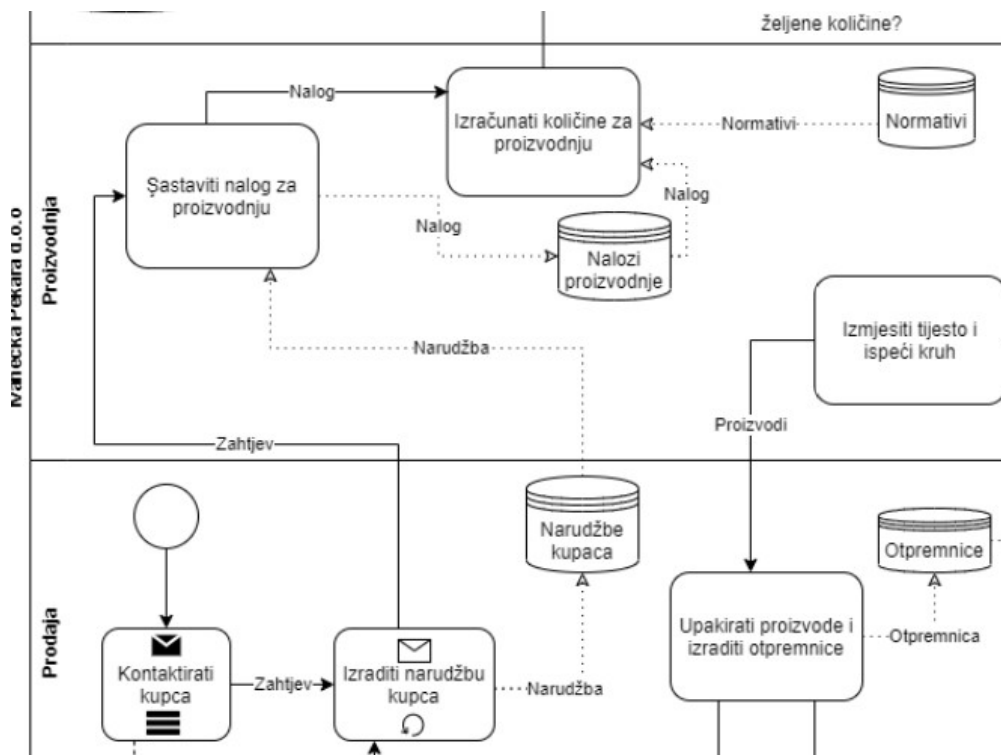 željene količine?
Ivanečka Pekara d.o.o
Proizvodnja
Nalog
Izračunati količine za
proizvodnju
Normativi
Normativi
Sastaviti nalog za
proizvodnju
Nalog
Nalog
Nalozi
proizvodnje
Izmjesiti tijesto i
ispeći kruh
Narudžba
Proizvodi
Zahtjev
Prodaja
Narudžbe
kupaca
Otpremnice
Kontaktirati
kupca
Zahtjev
Izraditi narudžbu
kupca
Narudžba
Upakirati proizvode i
izraditi otpremnice
Otpremnica